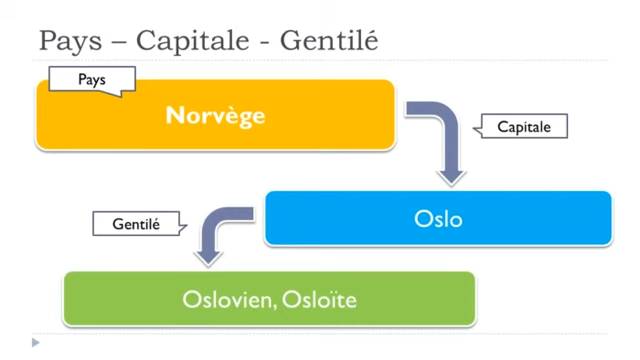 Pays – Capitale - Gentilé
Pays
Norvège
Capitale
Oslo
Gentilé
Oslovien, Osloïte